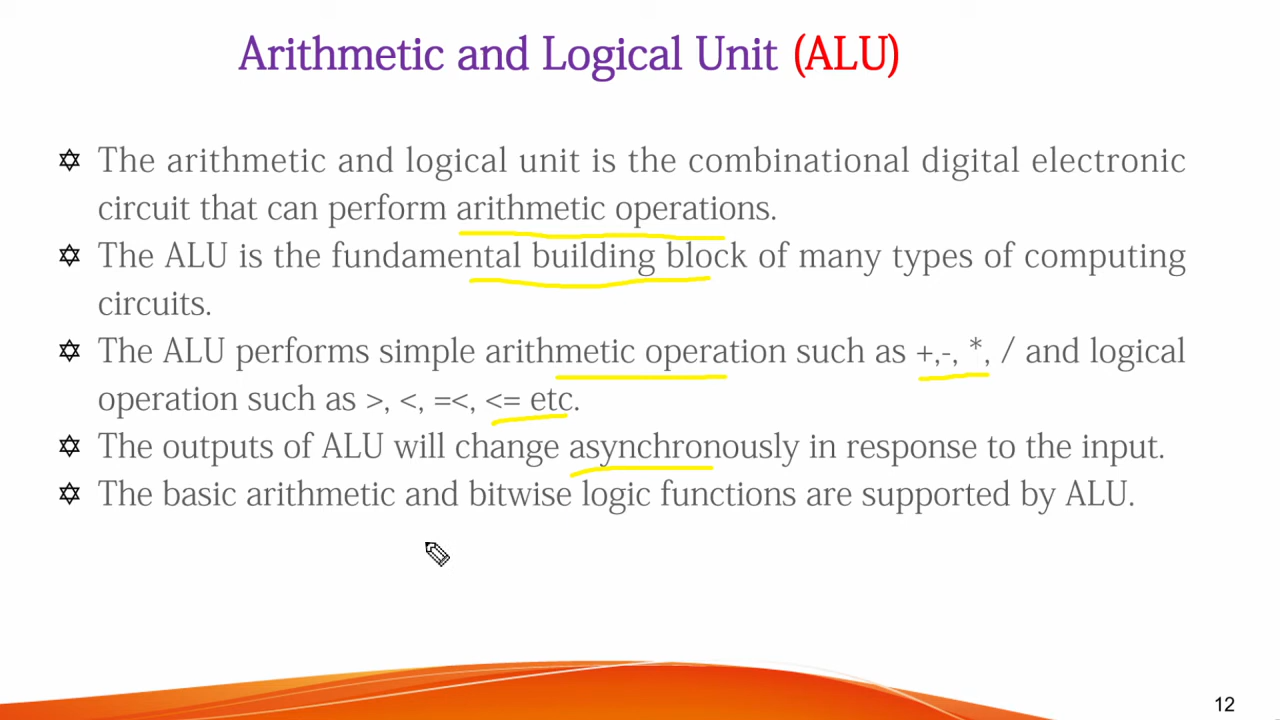 Arithmetic and Logical Unit (ALU)
The arithmetic and logical unit is the combinational digital electronic
circuit that can perform arithmetic operations.
The ALU is the fundamental building block of many types of computing
circuits.
The ALU performs simple arithmetic operation such as +,-, *, / and logical
operation such as >, <, =<, <= etc.
The outputs of ALU will change asynchronously in response to the input.
The basic arithmetic and bitwise logic functions are supported by ALU.
12